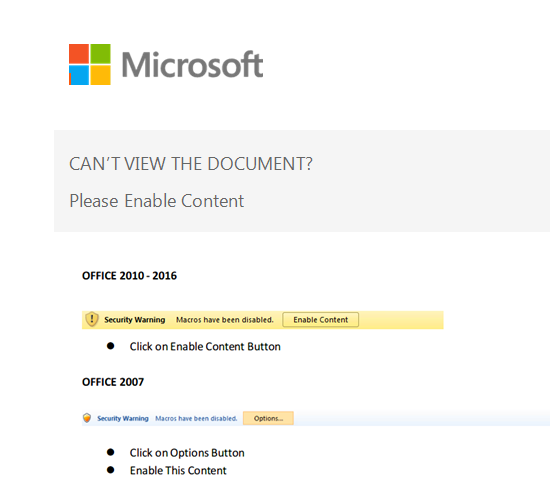 Microsoft
CAN'T VIEW THE DOCUMENT?
Please Enable Content
OFFICE 2010 - 2016
Security Warning Macros have been disabled. Enable Content
● Click on Enable Content Button
OFFICE 2007
Security Warning Macros have been disabled. Options...
● Click on Options Button
● Enable This Content